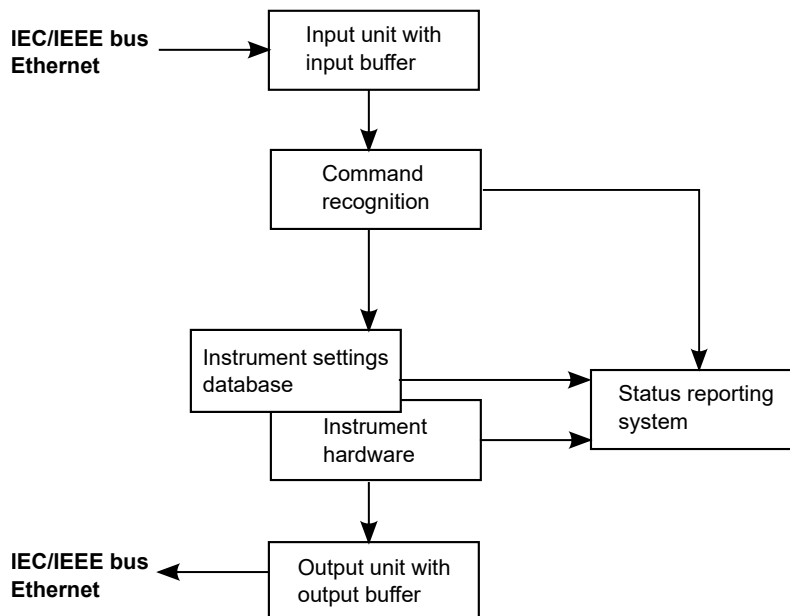 IEC/IEEE bus
Ethernet
Input unit with
input buffer
Command
recognition
Instrument settings
database
Instrument
hardware
Status reporting
system
IEC/IEEE bus
Ethernet
Output unit with
output buffer